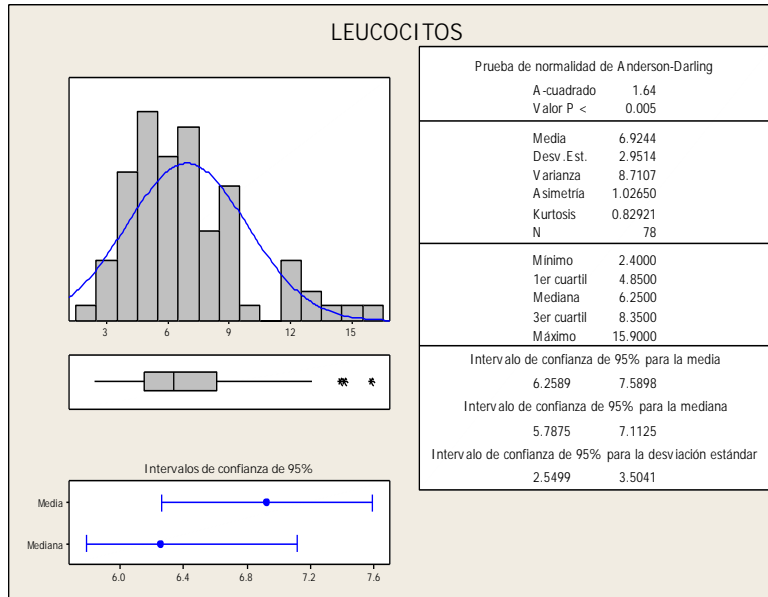 LEUCOCITOS
3 6 9 12 15
Intervalos de confianza de 95%
Media
Mediana
6.0 6.4 6.8 7.2 7.6
Prueba de normalidad de Anderson-Darling
A-cuadrado 1.64
Valor P < 0.005
Media 6.9244
Desv.Est. 2.9514
Varianza 8.7107
Asimetría 1.02650
Kurtosis 0.82921
N 78
Mínimo 2.4000
1er cuartil 4.8500
Mediana 6.2500
3er cuartil 8.3500
Máximo 15.9000
Intervalo de confianza de 95% para la media
6.2589 7.5898
Intervalo de confianza de 95% para la mediana
5.7875 7.1125
Intervalo de confianza de 95% para la desviación estándar
2.5499 3.5041